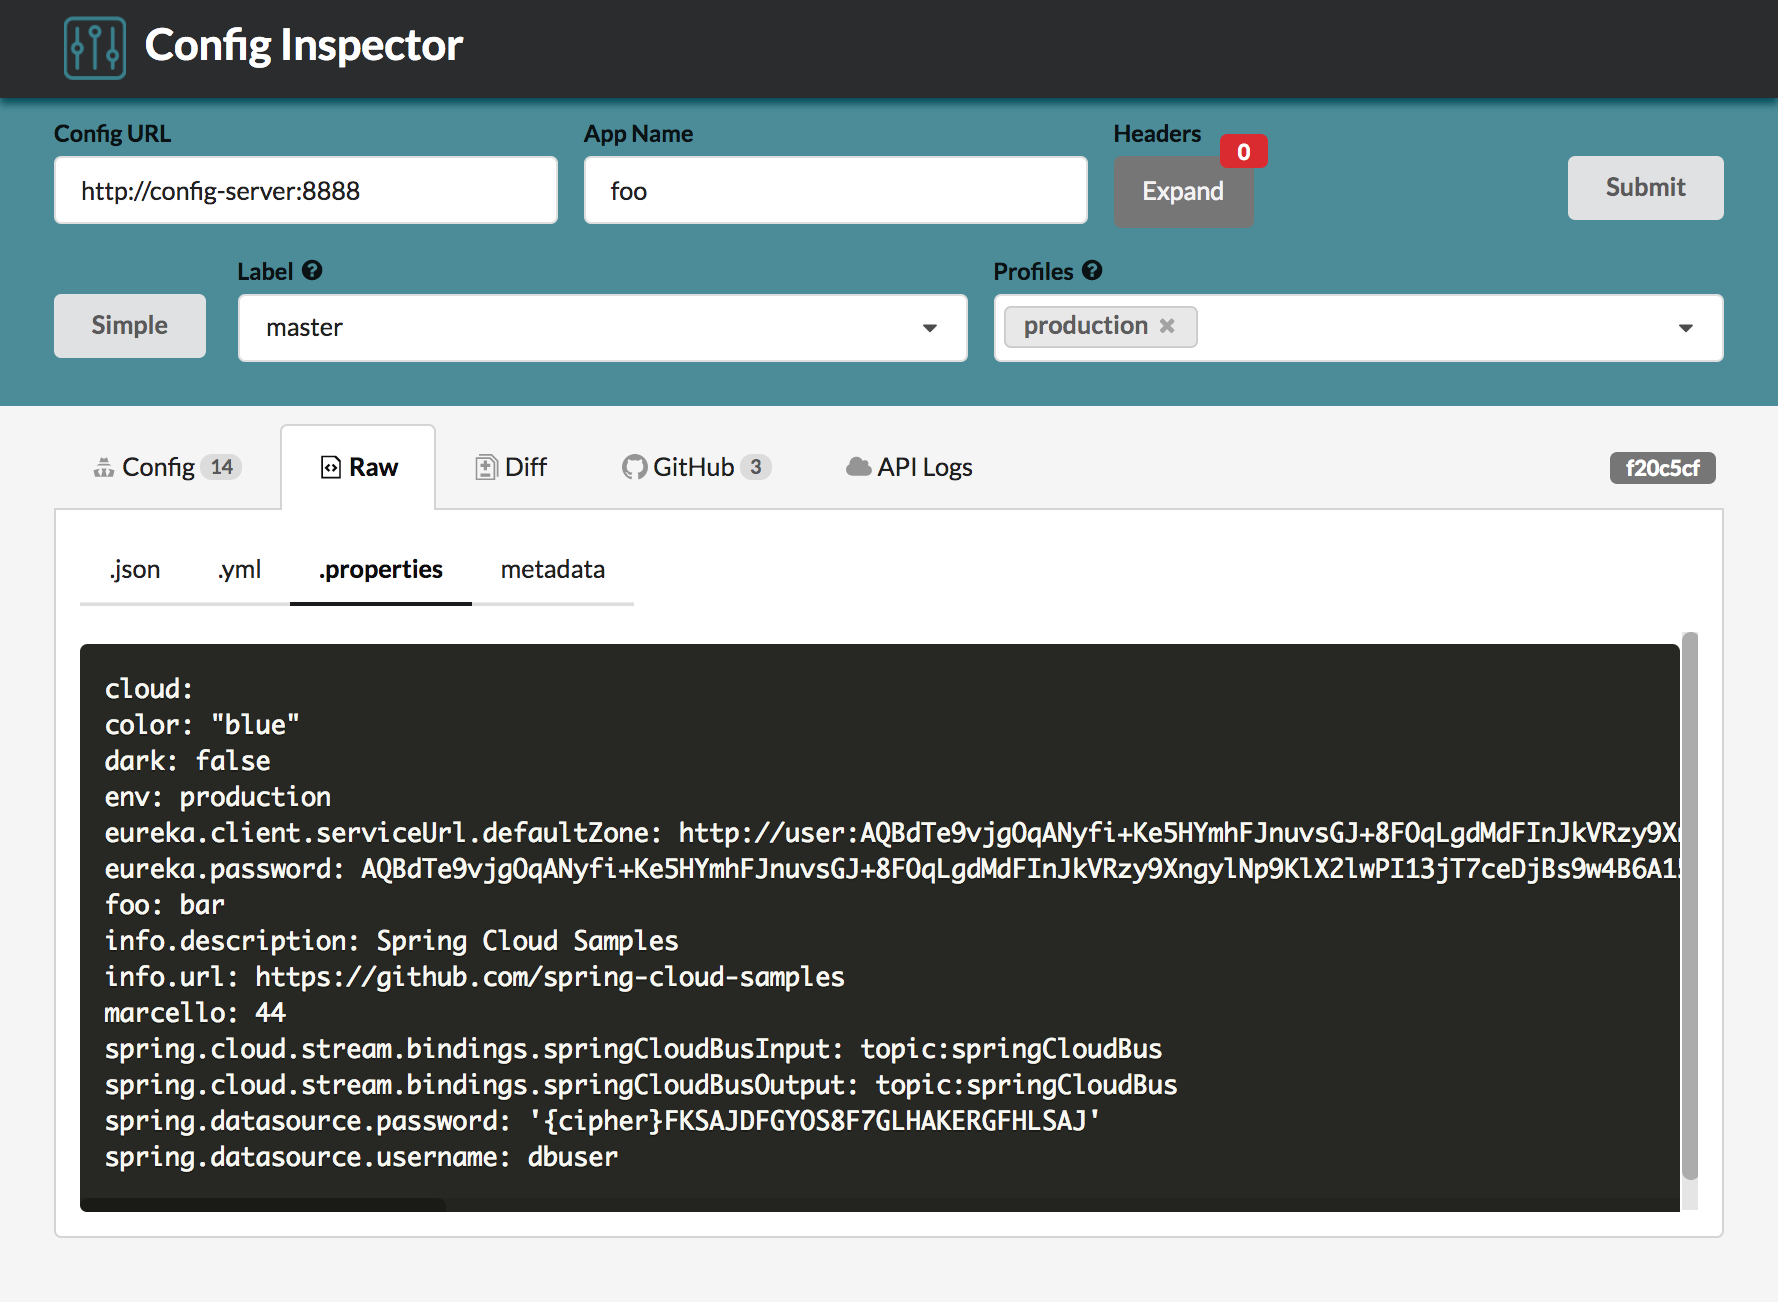 Config Inspector
Config URL
App Name
Headers
0
http://config-server:8888
foo
Expand
Submit
Label
Profiles
Simple
master
production
Config 14
Raw
Diff
GitHub 3
API Logs
f20c5cf
.json
.yml
.properties
metadata
cloud:
color: "blue"
dark: false
env: production
eureka.client.serviceUrl.defaultZone: http://user:AQBdTe9vjgOqANyfi+Ke5HYmhFJnuvsGJ+8FOqLgdMdFInJkVRzy9X
eureka.password: AQBdTe9vjgOqANyfi+Ke5HYmhFJnuvsGJ+8FOqLgdMdFInJkVRzy9XngylNp9KlX2lwPI13jT7ceDjBs9w4B6A1
foo: bar
info.description: Spring Cloud Samples
info.url: https://github.com/spring-cloud-samples
marcello: 44
spring.cloud.stream.bindings.springCloudBusInput: topic:springCloudBus
spring.cloud.stream.bindings.springCloudBusOutput: topic:springCloudBus
spring.datasource.password: '{cipher}FKSAJDFGYOS8F7GLHAKERGFHLSAJ'
spring.datasource.username: dbuser